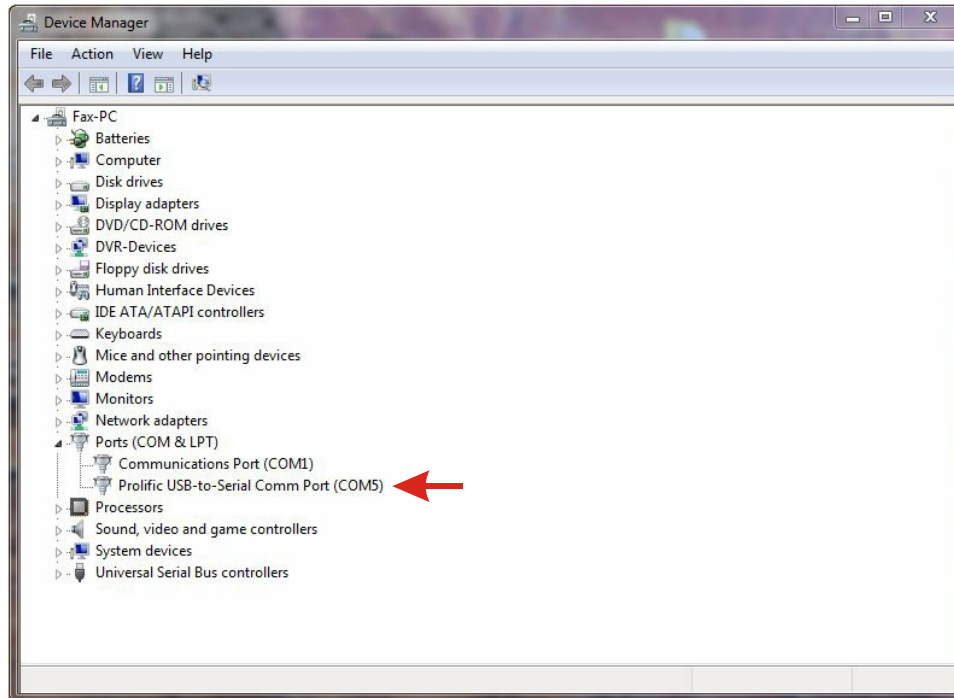 Device Manager
File Action View Help
Fax-PC
Batteries
Computer
Disk drives
Display adapters
DVD/CD-ROM drives
DVR-Devices
Floppy disk drives
Human Interface Devices
IDE ATA/ATAPI controllers
Keyboards
Mice and other pointing devices
Modems
Monitors
Network adapters
Ports (COM & LPT)
Communications Port (COM1)
Prolific USB-to-Serial Comm Port (COM5)
Processors
Sound, video and game controllers
System devices
Universal Serial Bus controllers